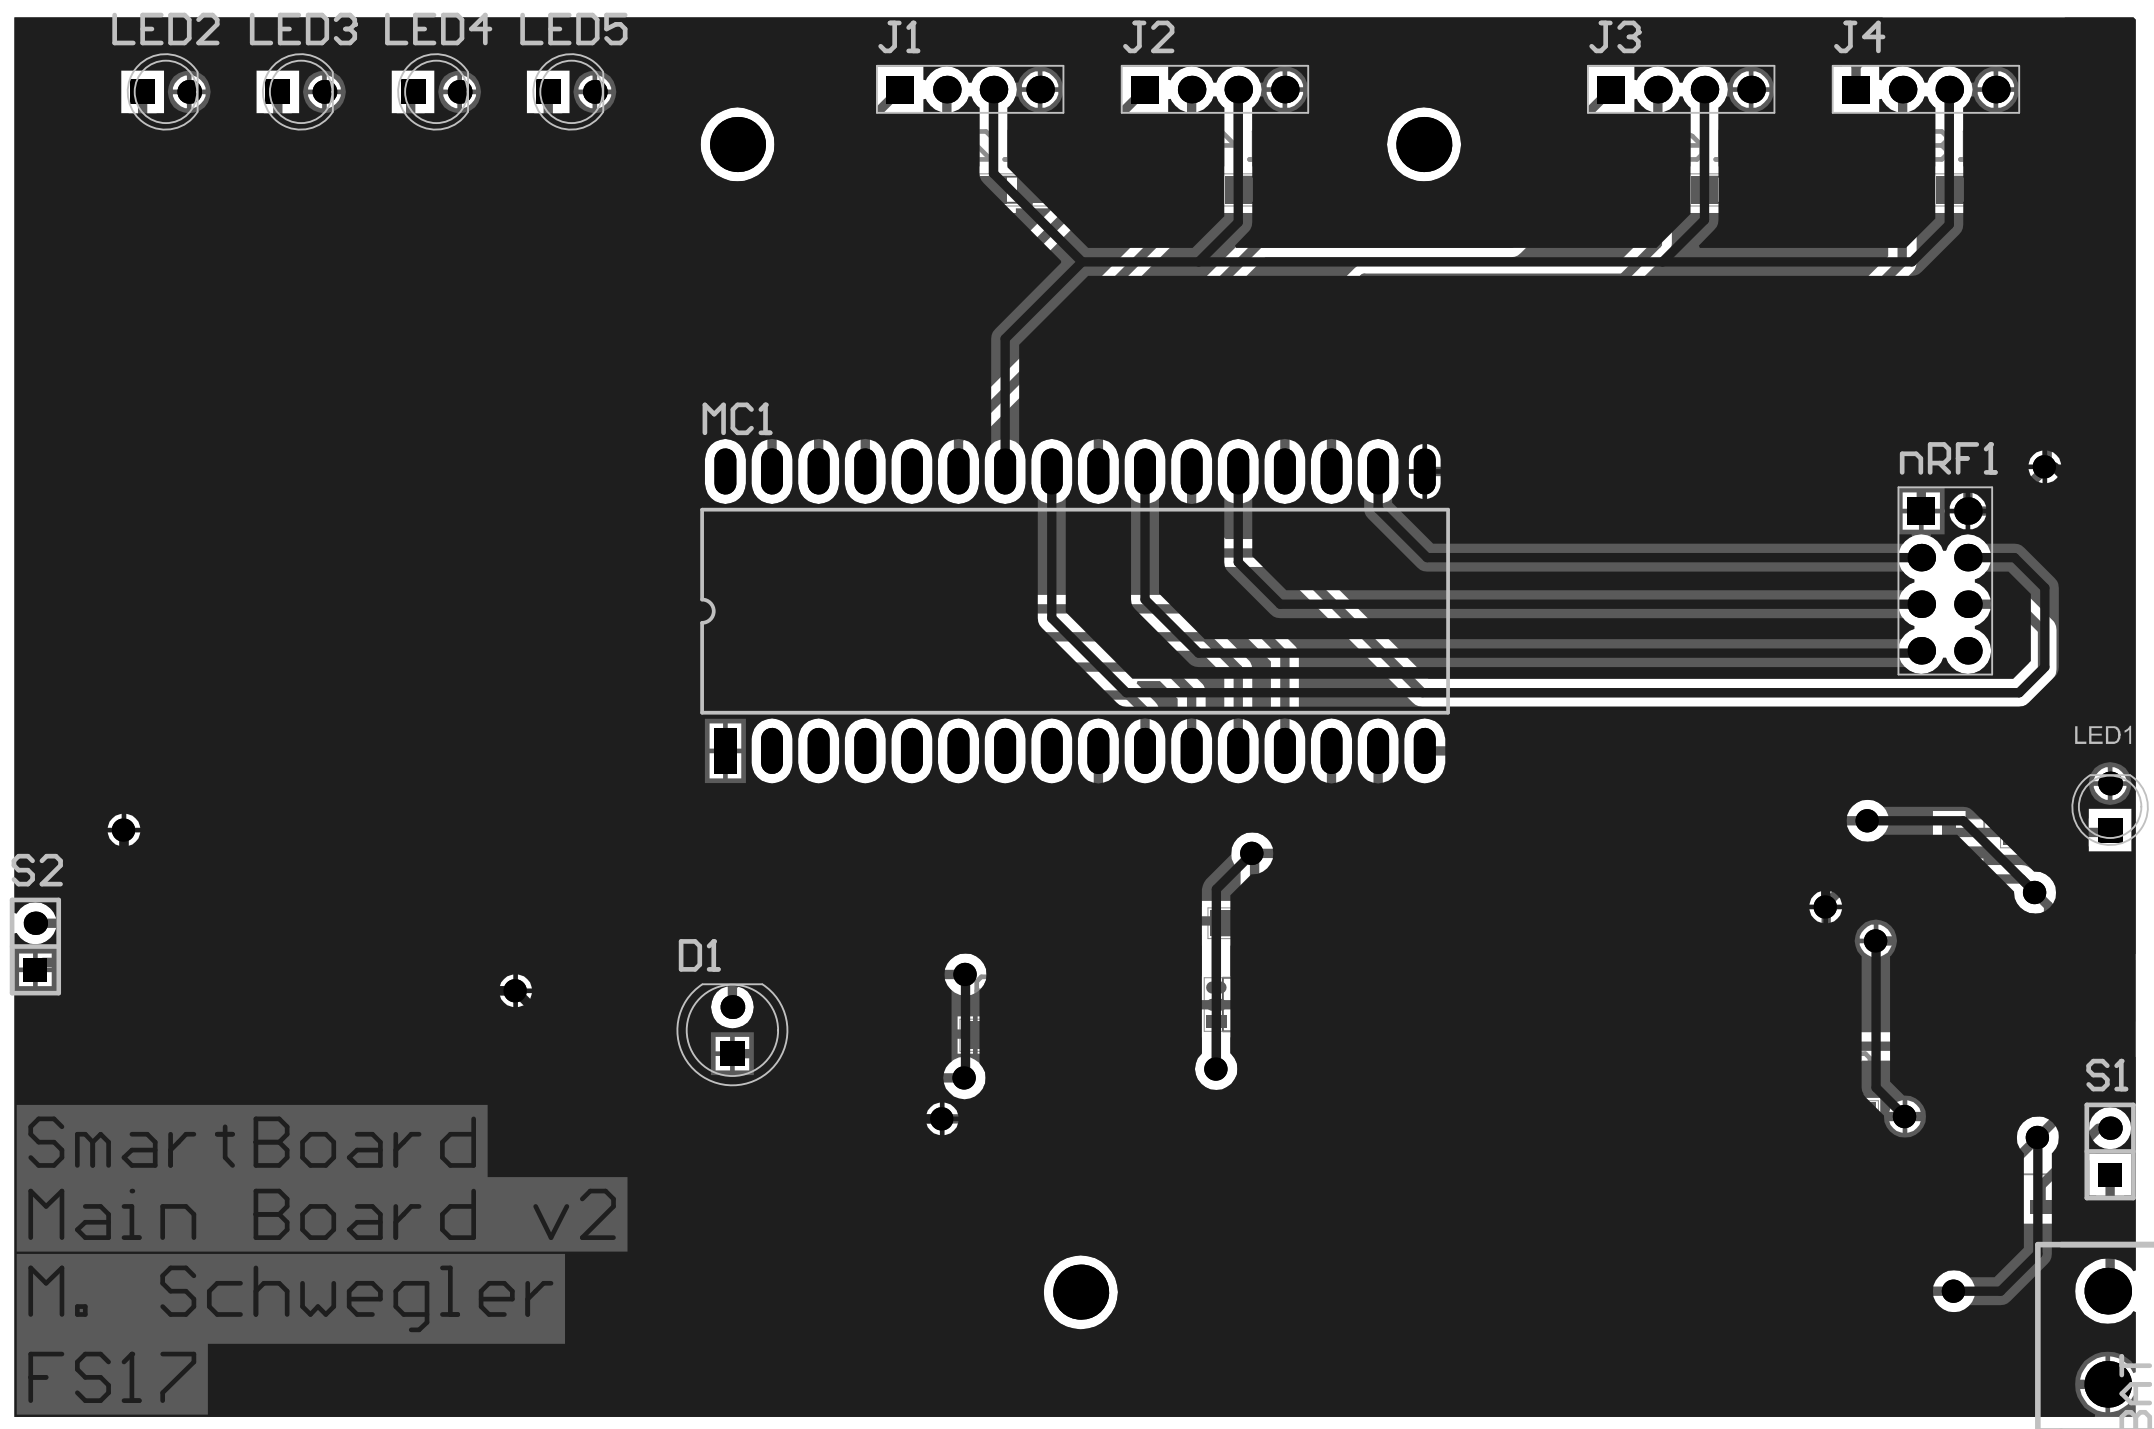 LED2 LED3 LED4 LED5 J1 J2 J3 J4
MC1
nRF1
LED1
S2
D1
S1
SmartBoard
Main Board v2
M. Schwegler
FS17